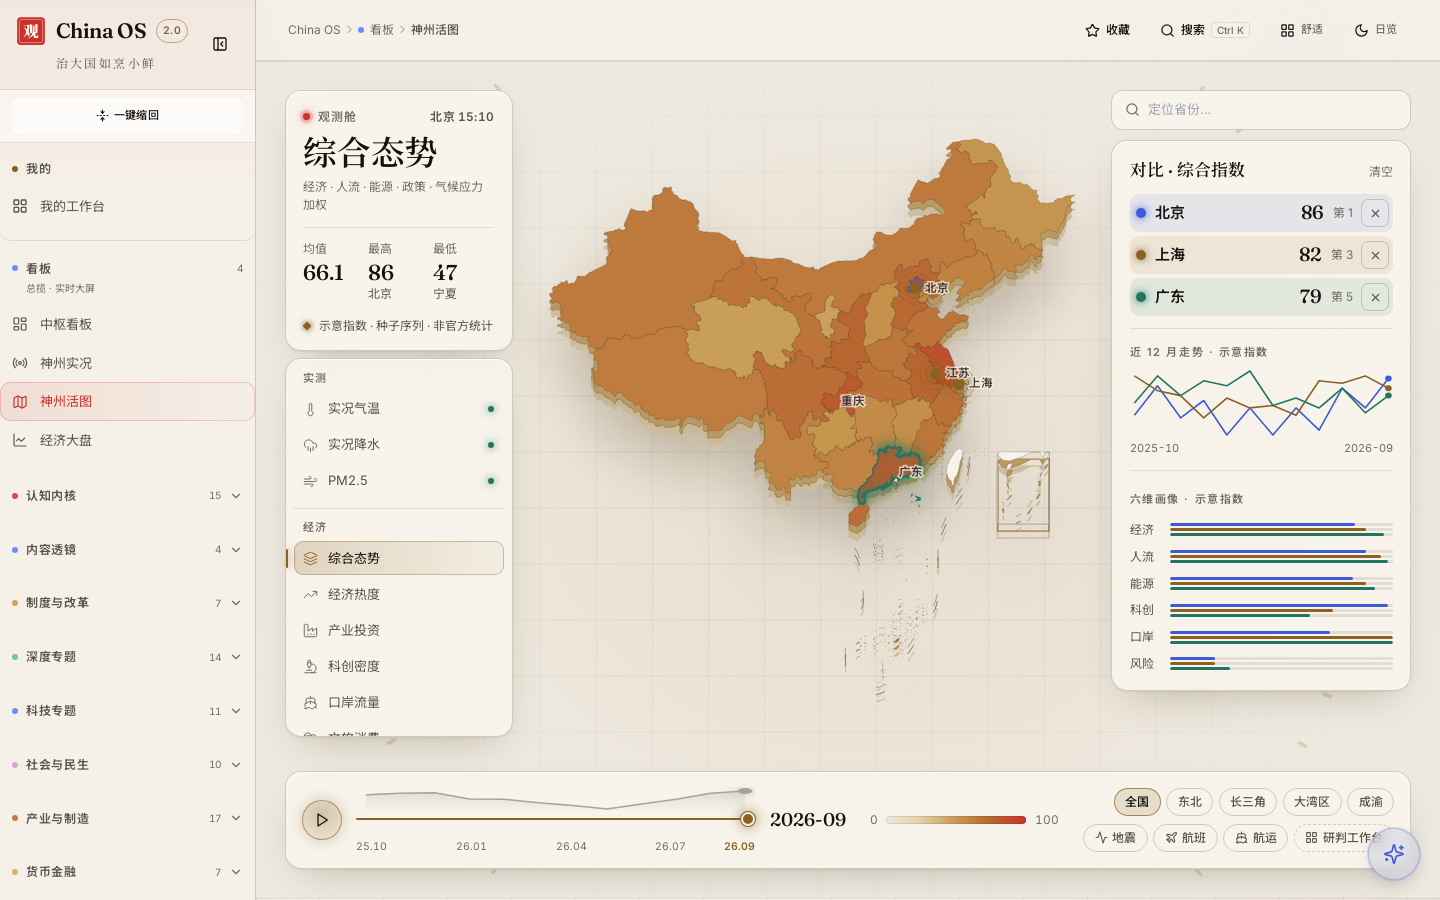 观
China OS
2.0
治大国如烹小鲜
一键缩回
我的
我的工作台
看板
4
总揽 · 实时大屏
中枢看板
神州实况
神州活图
经济大盘
认知内核
15
内容透镜
4
制度与改革
7
深度专题
14
科技专题
11
社会与民生
10
产业与制造
17
货币金融
7
China OS
看板
神州活图
收藏
搜索
Ctrl K
舒适
日览
观测舱
北京 15:10
综合态势
经济 · 人流 · 能源 · 政策 · 气候应力
加权
均值
最高
最低
66.1
86
47
北京
宁夏
示意指数 · 种子序列 · 非官方统计
实测
实况气温
实况降水
PM2.5
经济
综合态势
经济热度
产业投资
科创密度
口岸流量
北京
江苏
上海
重庆
广东
定位省份...
对比 · 综合指数
清空
北京
86
第 1
上海
82
第 3
广东
79
第 5
近 12 月走势 · 示意指数
2025-10
2026-09
六维画像 · 示意指数
经济
人流
能源
科创
口岸
风险
25.10
26.01
26.04
26.07
26.09
2026-09
0
100
全国
东北
长三角
大湾区
成渝
地震
航班
航运
研判工作台